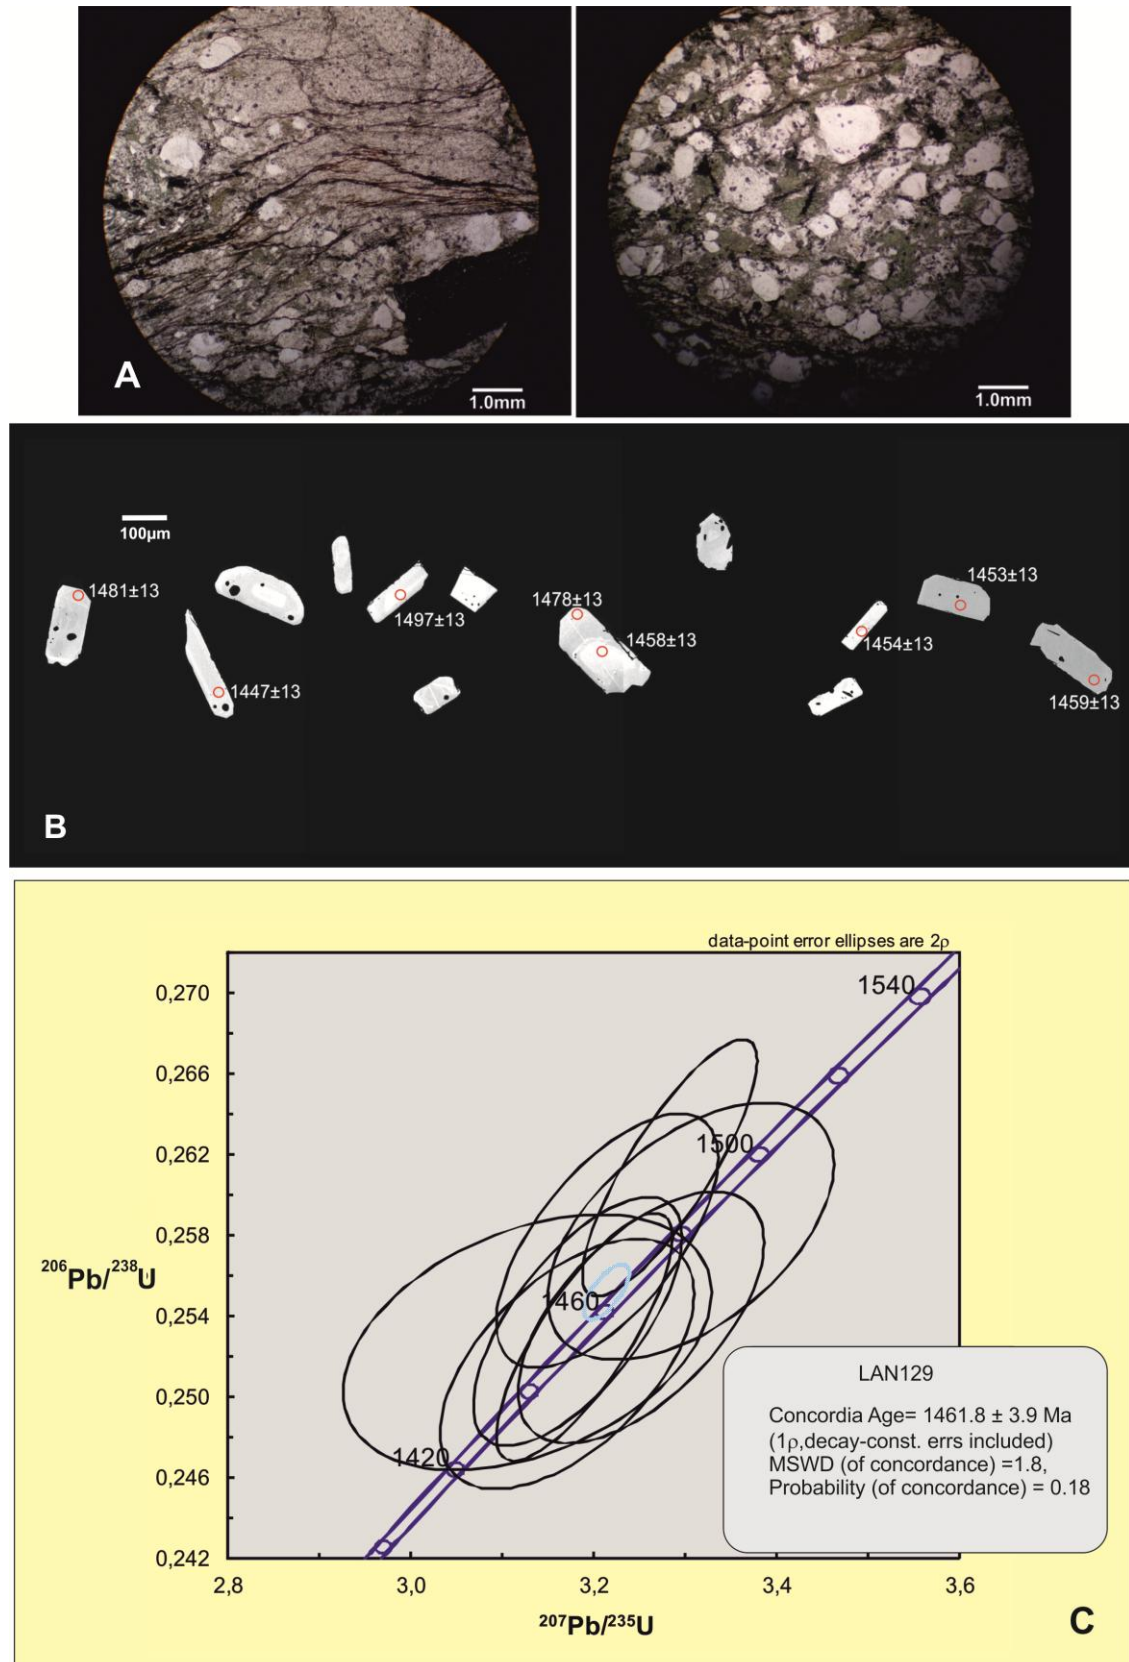 A
1.0mm
1.0mm
100µm
1481±13
1447±13
1497±13
1478±13
1458±13
1454±13
1453±13
1459±13
B
data-point error ellipses are 2ρ
0,270
0,266
0,262
0,258
0,254
0,250
0,246
0,242
206Pb/238U
1540
1500
1460
1420
LAN129
Concordia Age= 1461.8 ± 3.9 Ma
(1ρ,decay-const. errs included)
MSWD (of concordance) =1.8,
Probability (of concordance) = 0.18
2,8
3,0
3,2
3,4
3,6
207Pb/235U
C